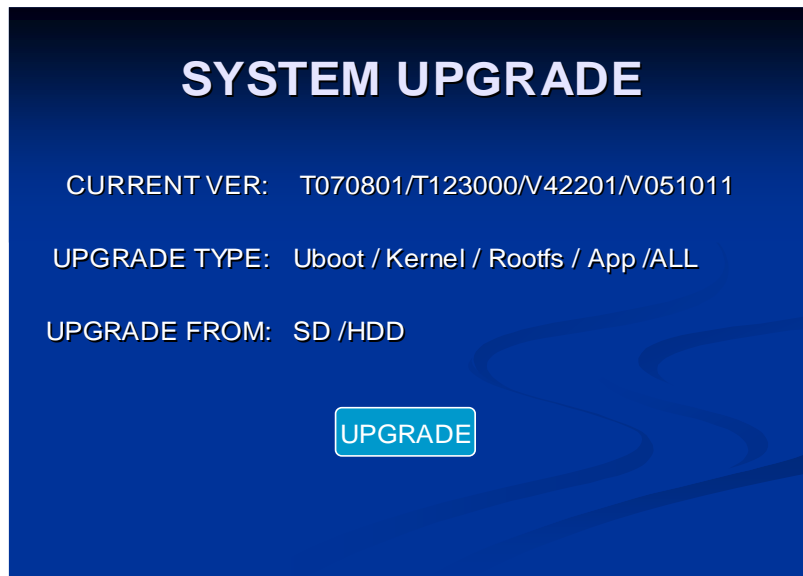 SYSTEM UPGRADE
CURRENT VER: T070801/T123000/V42201/V051011
UPGRADE TYPE: Uboot / Kernel / Rootfs / App /ALL
UPGRADE FROM: SD /HDD
UPGRADE